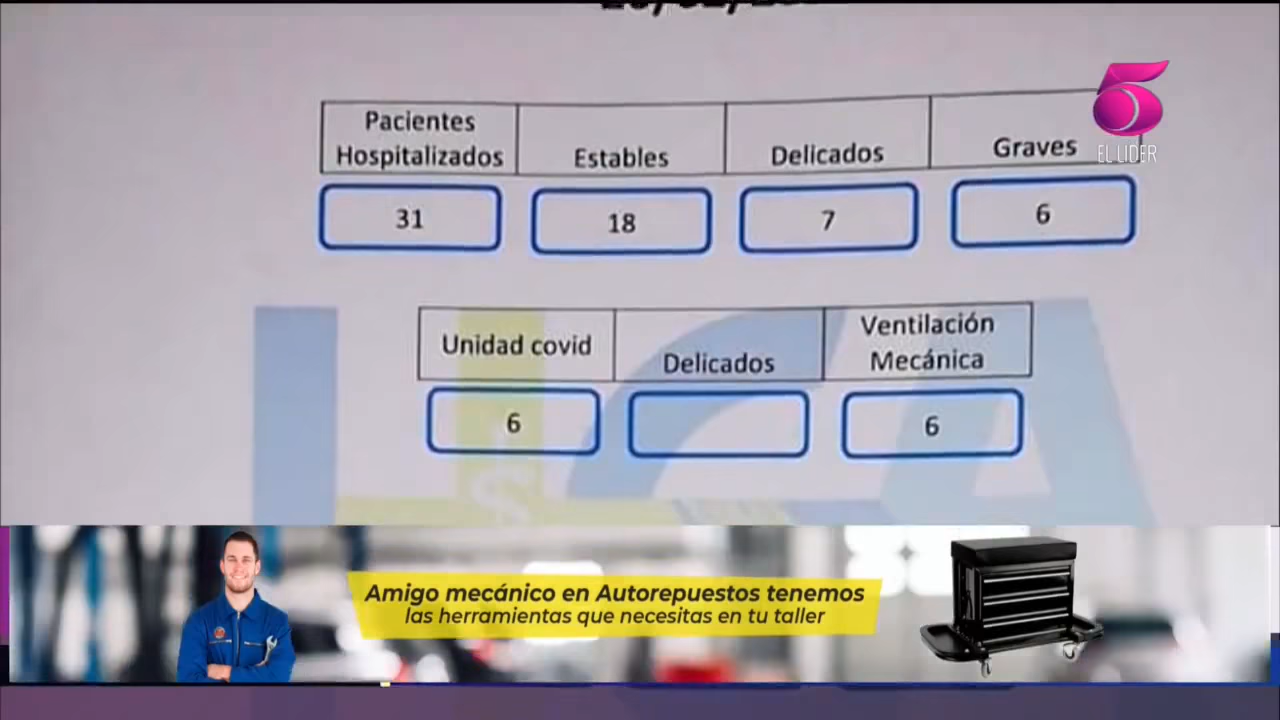 Pacientes
Hospitalizados
Estables
Delicados
Graves
31
18
7
6
5
EL LIDER
Unidad covid
Delicados
Ventilación
Mecánica
6
6
Amigo mecánico en Autorepuestos tenemos
las herramientas que necesitas en tu taller